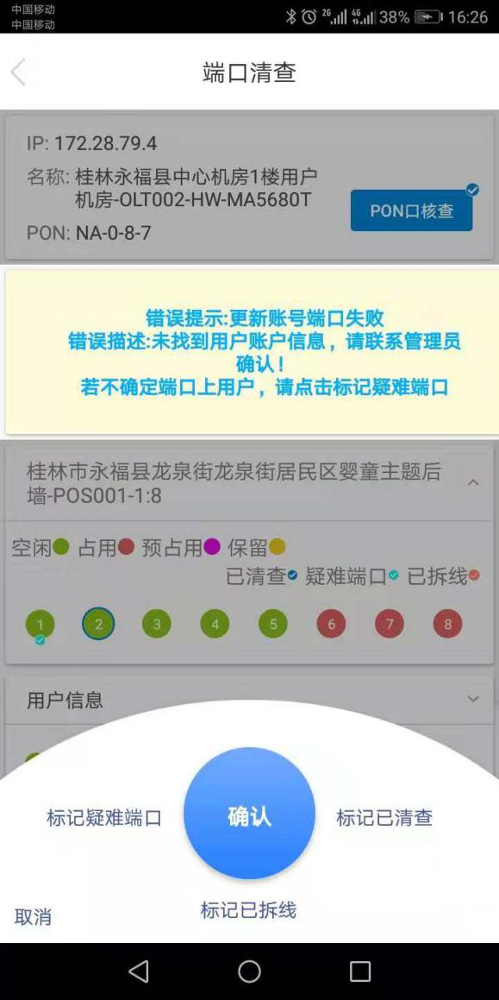 中国移动
中国移动
2G 4G 38% 16:26
端口清查
IP: 172.28.79.4
名称: 桂林永福县中心机房1楼用户
机房-OLT002-HW-MA5680T
PON口核查
PON: NA-0-8-7
错误提示:更新账号端口失败
错误描述:未找到用户账户信息，请联系管理员
确认！
若不确定端口上用户，请点击标记疑难端口
桂林市永福县龙泉街龙泉街居民区婴童主题后
墙-POS001-1:8
空闲 占用 预占用 保留
已清查 疑难端口 已拆线
1 2 3 4 5 6 7 8
用户信息
标记疑难端口 确认 标记已清查
标记已拆线
取消